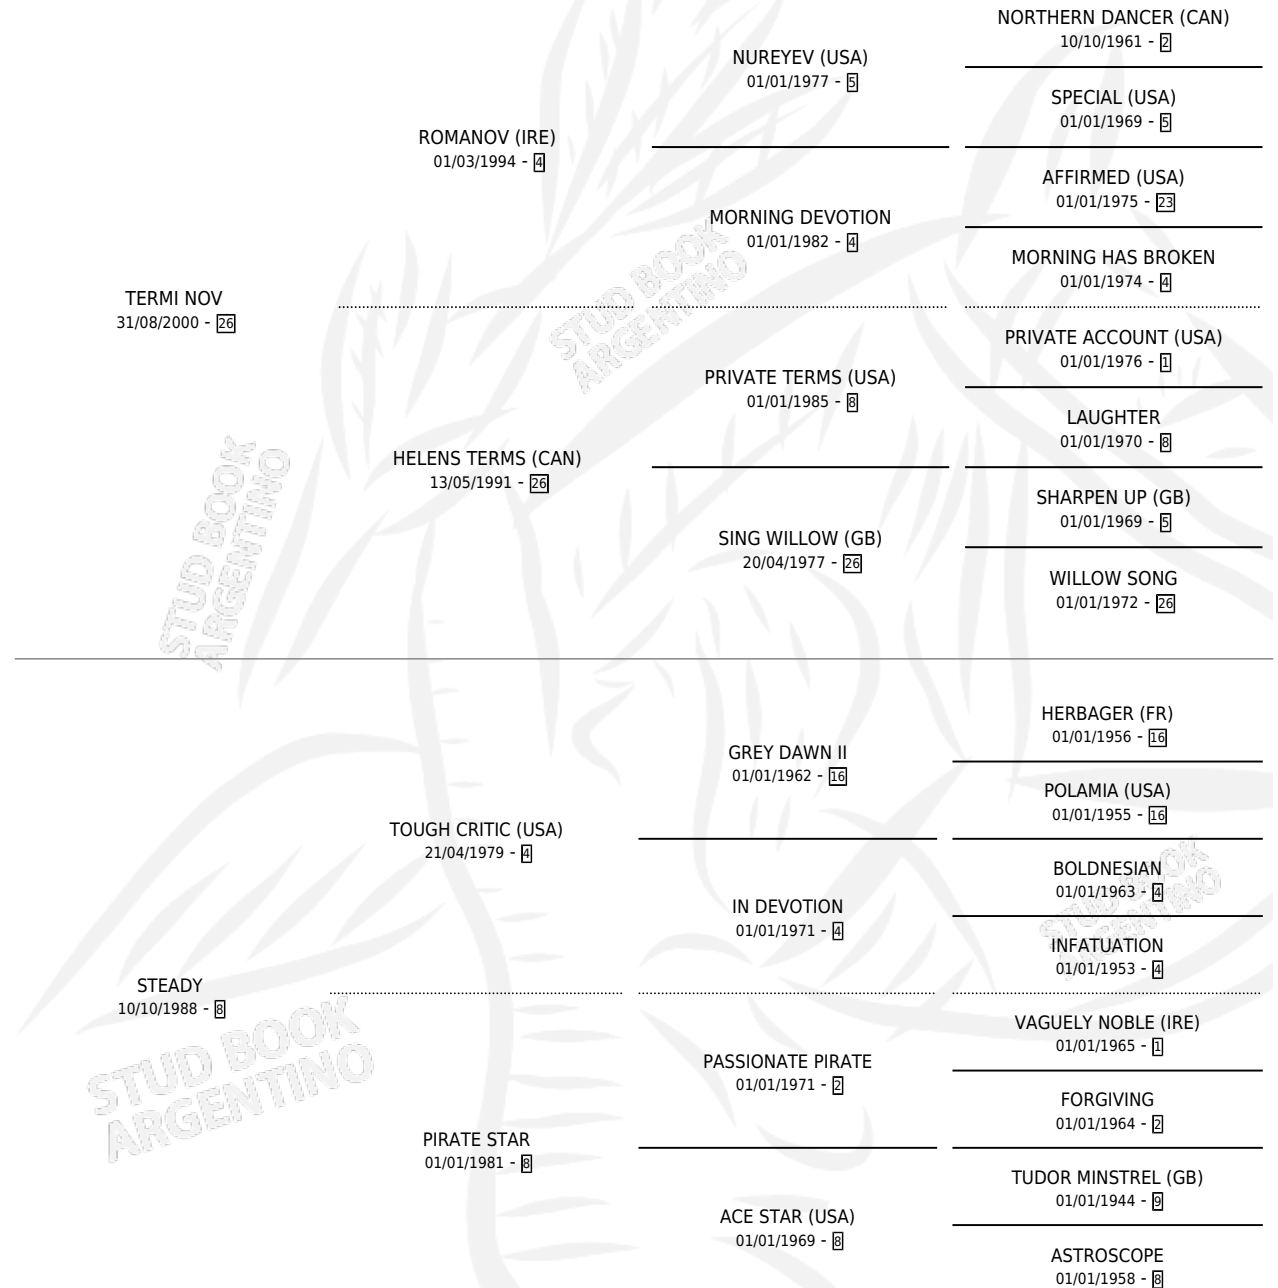 NORTHERN DANCER (CAN)
10/10/1961 - 2
NUREYEV (USA)
01/01/1977 - 5
SPECIAL (USA)
01/01/1969 - 5
ROMANOV (IRE)
01/03/1994 - 4
AFFIRMED (USA)
01/01/1975 - 23
MORNING DEVOTION
01/01/1982 - 4
MORNING HAS BROKEN
01/01/1974 - 4
TERMI NOV
31/08/2000 - 26
PRIVATE ACCOUNT (USA)
01/01/1976 - 1
PRIVATE TERMS (USA)
01/01/1985 - 8
LAUGHTER
01/01/1970 - 8
HELENS TERMS (CAN)
13/05/1991 - 26
SHARPEN UP (GB)
01/01/1969 - 5
SING WILLOW (GB)
20/04/1977 - 26
WILLOW SONG
01/01/1972 - 26
HERBAGER (FR)
01/01/1956 - 16
GREY DAWN II
01/01/1962 - 16
POLAMIA (USA)
01/01/1955 - 16
TOUGH CRITIC (USA)
21/04/1979 - 4
BOLDNESIAN
01/01/1963 - 4
IN DEVOTION
01/01/1971 - 4
INFATUATION
01/01/1953 - 4
STEADY
10/10/1988 - 8
VAGUELY NOBLE (IRE)
01/01/1965 - 1
PASSIONATE PIRATE
01/01/1971 - 2
FORGIVING
01/01/1964 - 2
PIRATE STAR
01/01/1981 - 8
TUDOR MINSTREL (GB)
01/01/1944 - 9
ACE STAR (USA)
01/01/1969 - 8
ASTROSCOPE
01/01/1958 - 8
STUD BOOK
ARGENTINO
STUD BOOK
ARGENTINO
STUD BOOK
ARGENTINO
STUD BOOK
ARGENTINO